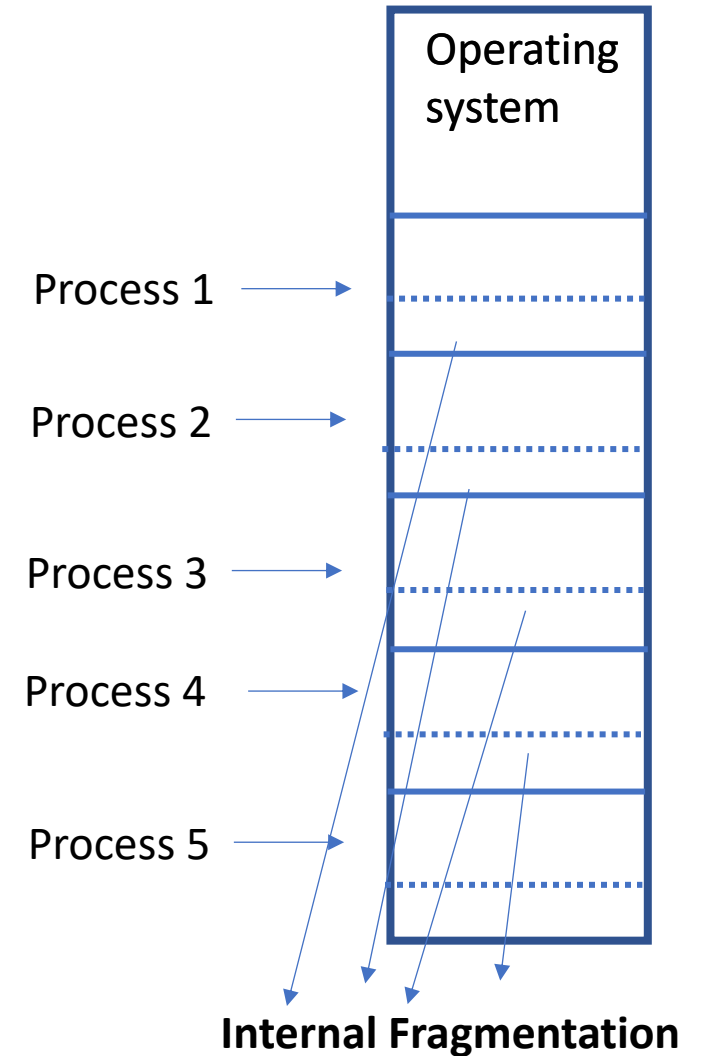 Operating
system
Process 1
Process 2
Process 3
Process 4
Process 5
Internal Fragmentation